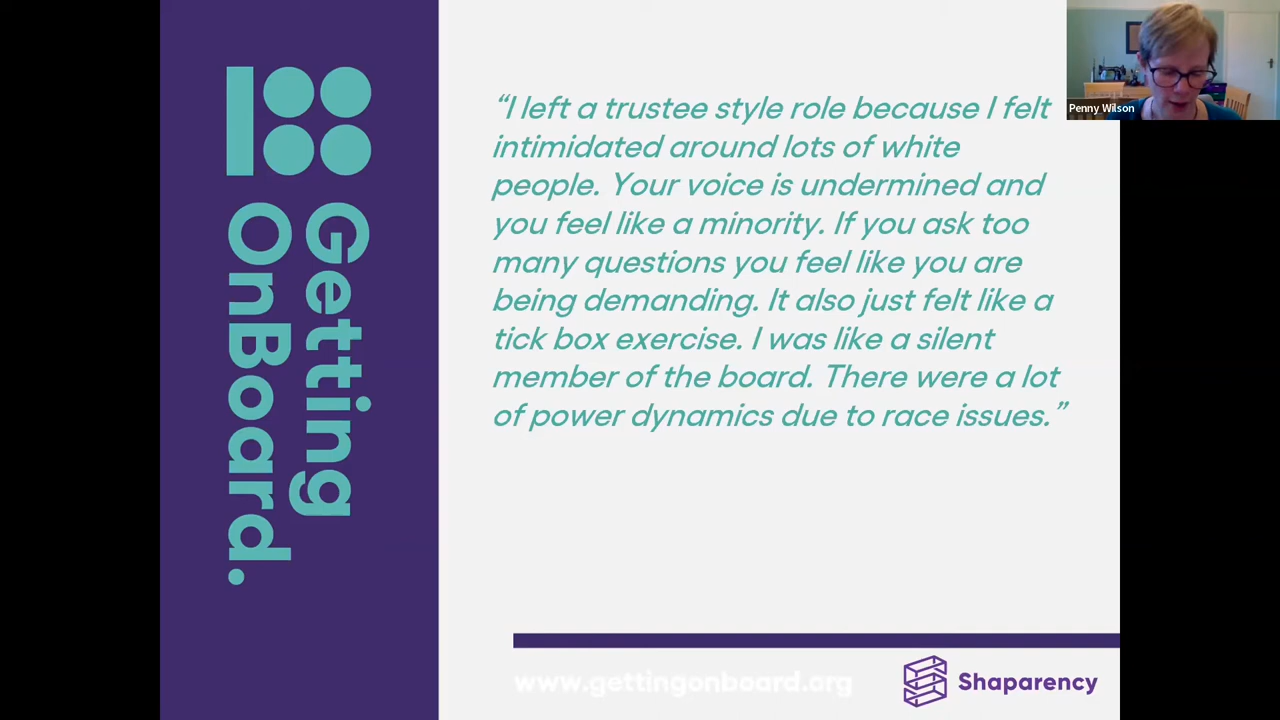 Getting
OnBoard.
“I left a trustee style role because I felt
intimidated around lots of white
people. Your voice is undermined and
you feel like a minority. If you ask too
many questions you feel like you are
being demanding. It also just felt like a
tick box exercise. I was like a silent
member of the board. There were a lot
of power dynamics due to race issues.”
Penny Wilson
www.gettingonboard.org
Shaparency